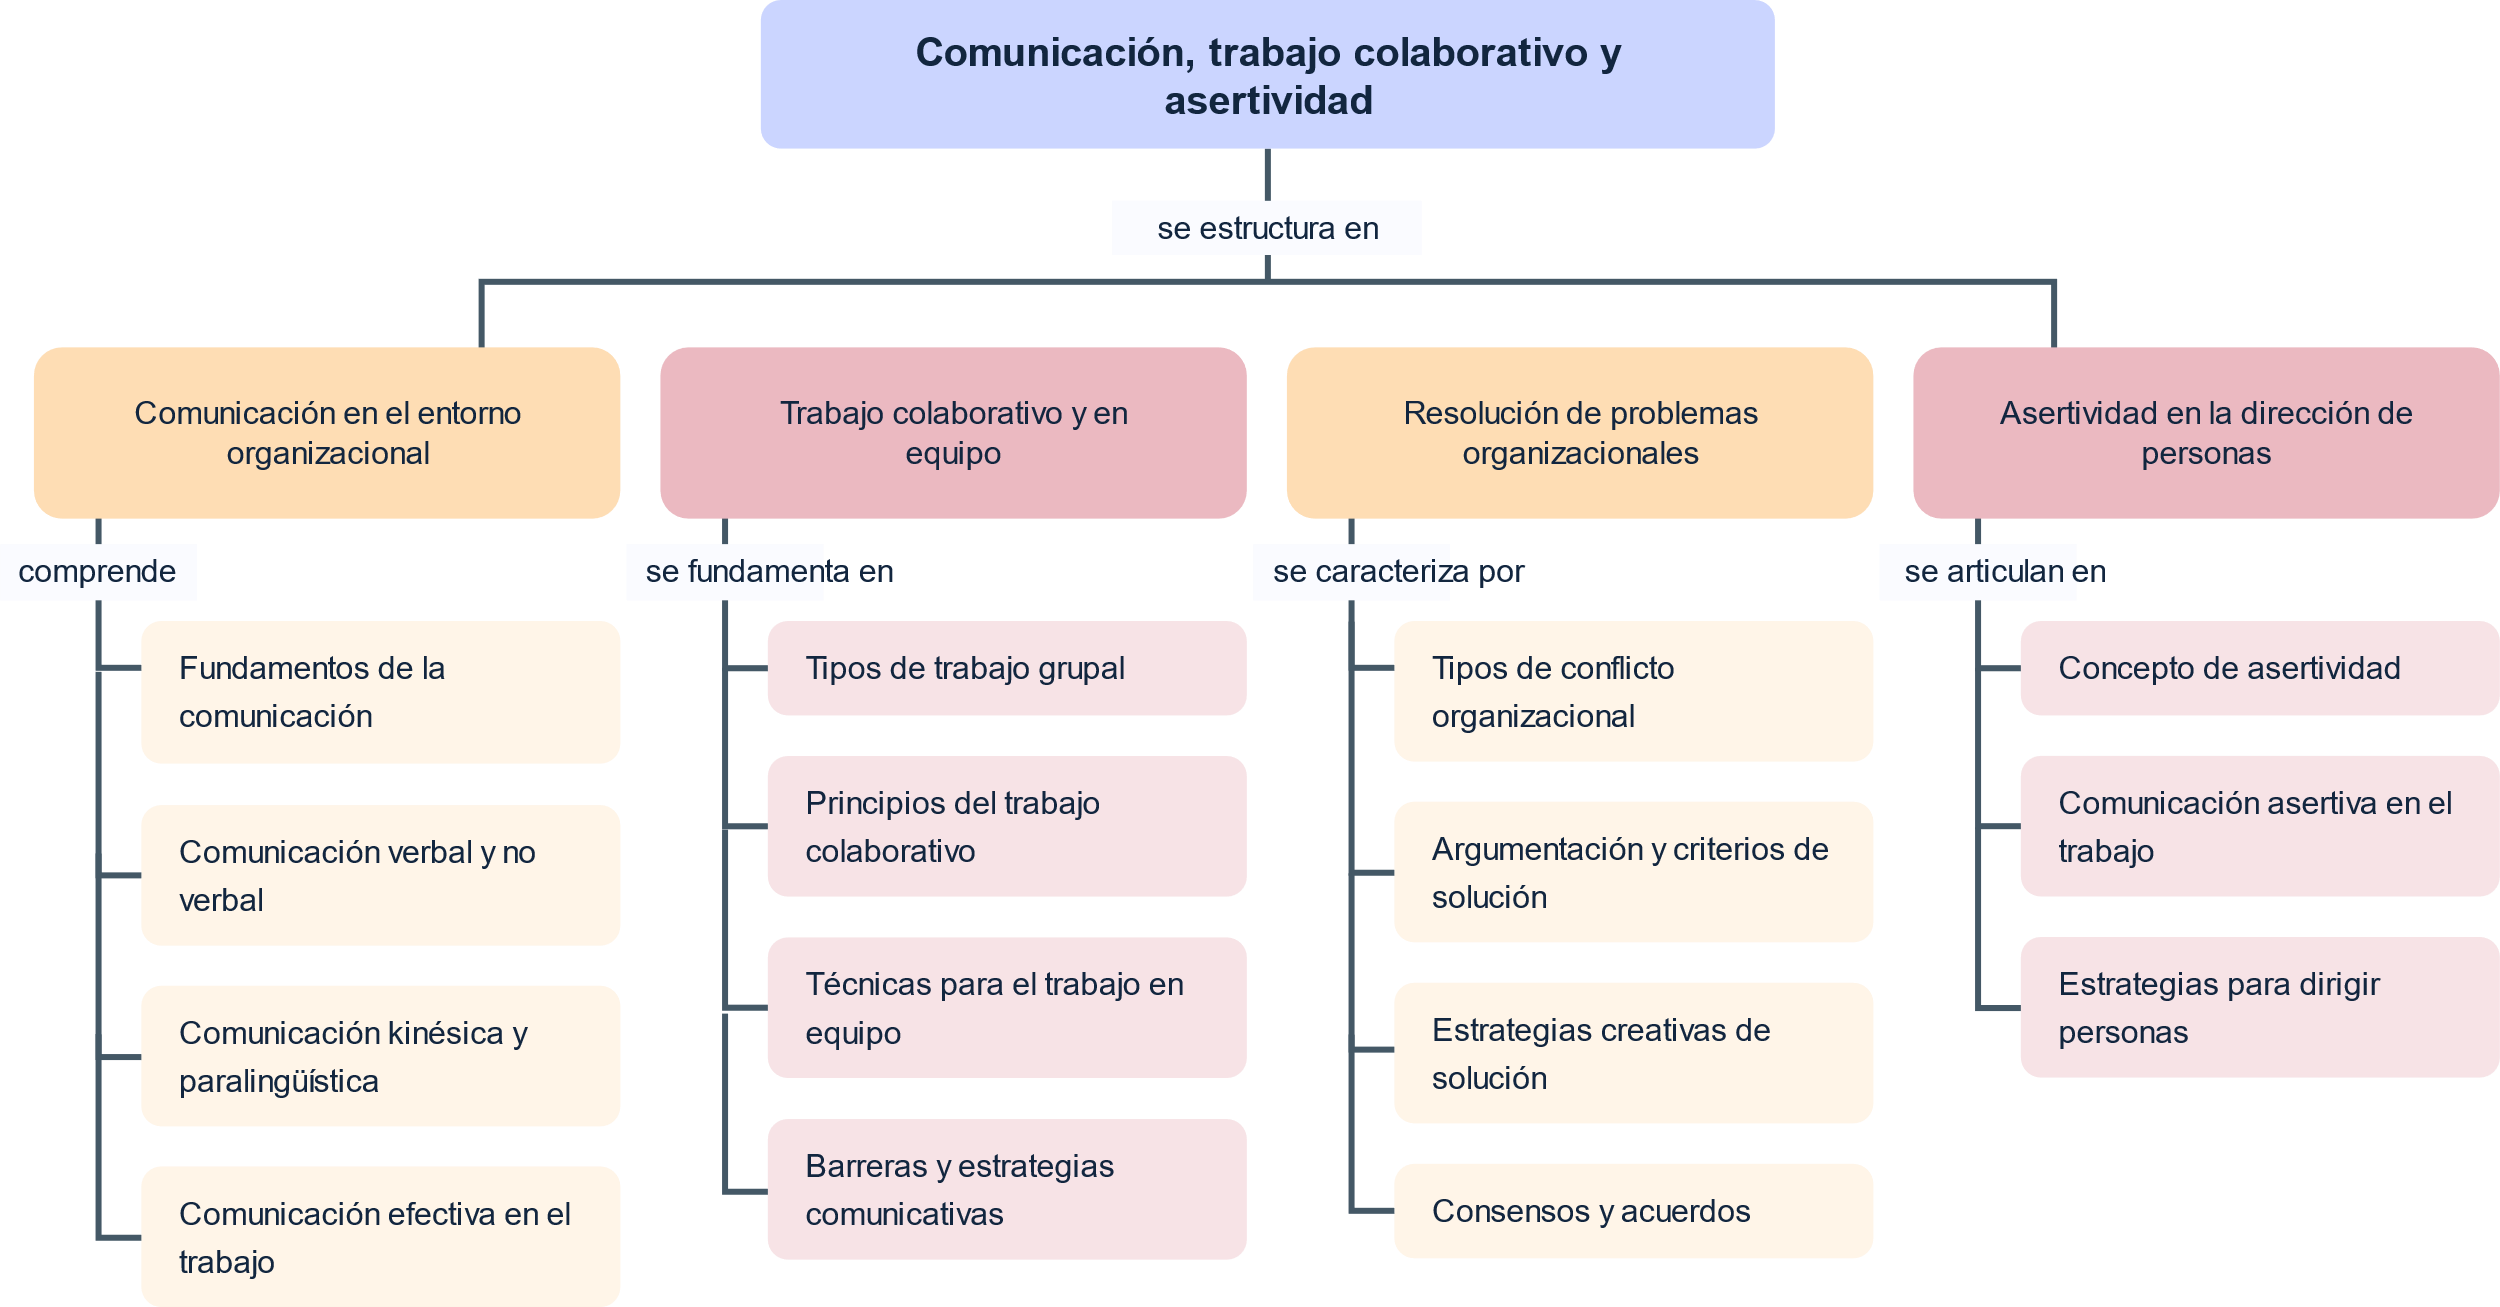 Comunicación, trabajo colaborativo y
asertividad
se estructura en
Comunicación en el entorno
organizacional
comprende
Fundamentos de la
comunicación
Comunicación verbal y no
verbal
Comunicación kinésica y
paralingüística
Comunicación efectiva en el
trabajo
Trabajo colaborativo y en
equipo
se fundamenta en
Tipos de trabajo grupal
Principios del trabajo
colaborativo
Técnicas para el trabajo en
equipo
Barreras y estrategias
comunicativas
Resolución de problemas
organizacionales
se caracteriza por
Tipos de conflicto
organizacional
Argumentación y criterios de
solución
Estrategias creativas de
solución
Consensos y acuerdos
Asertividad en la dirección de
personas
se articulan en
Concepto de asertividad
Comunicación asertiva en el
trabajo
Estrategias para dirigir
personas